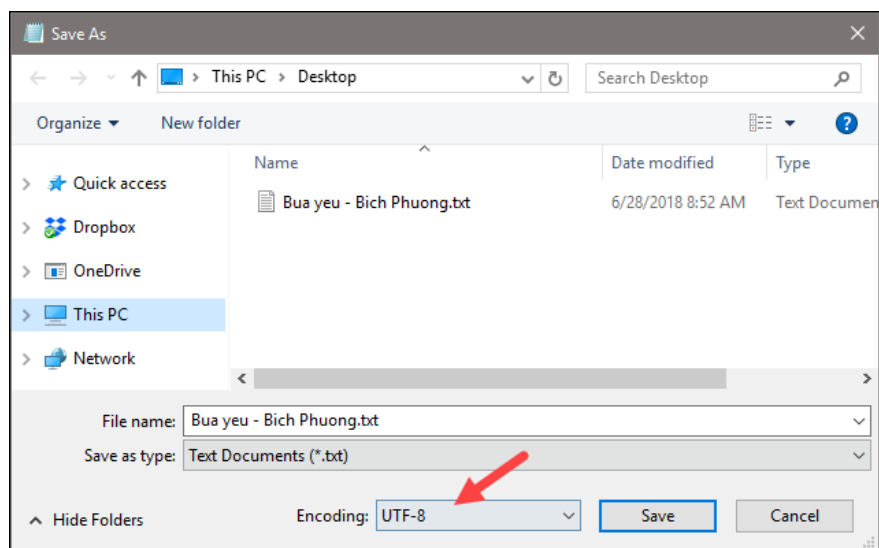 Save As
This PC > Desktop
Search Desktop
Organize
New folder
?
Name
Date modified
Type
Quick access
Bua yeu - Bich Phuong.txt
6/28/2018 8:52 AM
Text Documen
Dropbox
OneDrive
This PC
Network
File name: Bua yeu - Bich Phuong.txt
Save as type: Text Documents (*.txt)
Hide Folders
Encoding: UTF-8
Save
Cancel